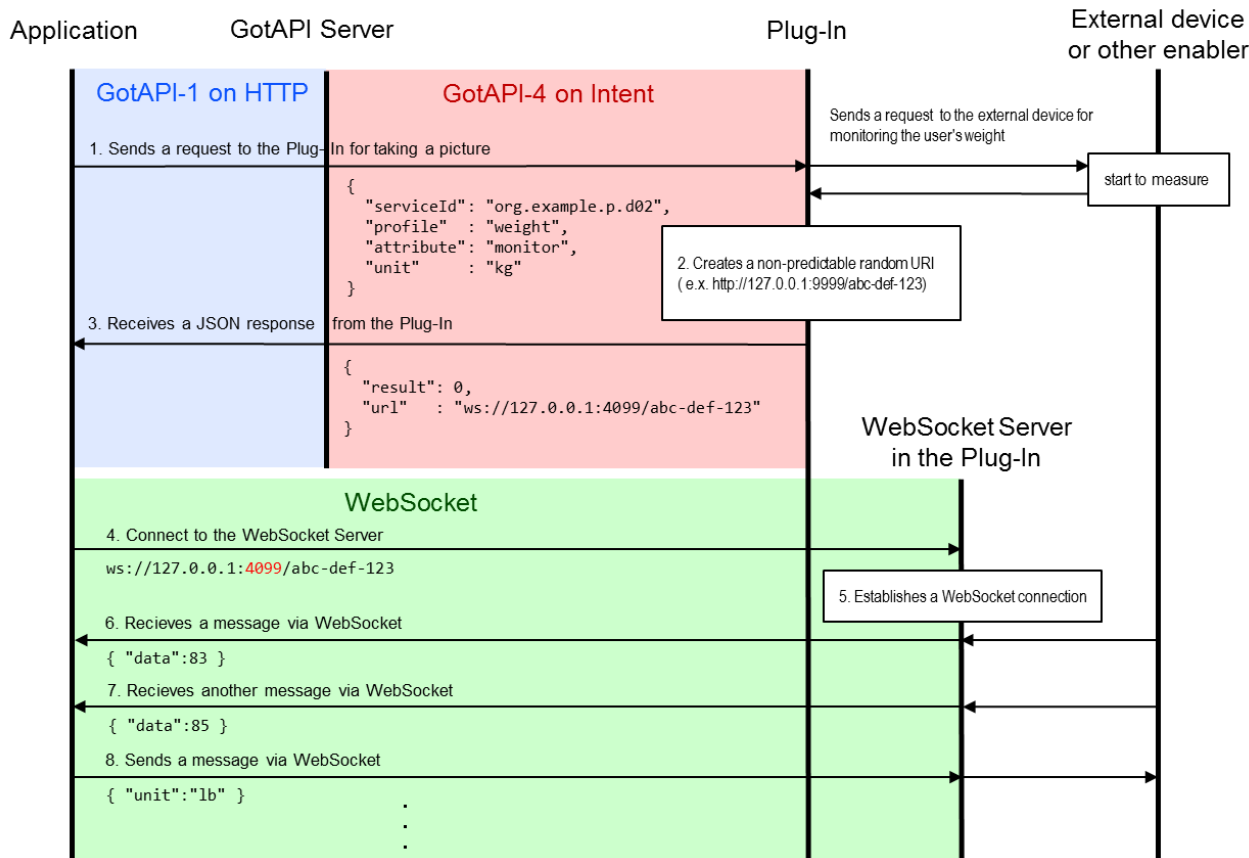 Application
GotAPI Server
Plug-In
External device
or other enabler
GotAPI-1 on HTTP
GotAPI-4 on Intent
Sends a request to the external device for
monitoring the user's weight
1. Sends a request to the Plug-In for taking a picture
start to measure
{
"serviceId": "org.example.p.d02",
"profile" : "weight",
"attribute": "monitor",
"unit" : "kg"
}
2. Creates a non-predictable random URI
( e.x. http://127.0.0.1:9999/abc-def-123)
3. Receives a JSON response from the Plug-In
{
"result": 0,
"url" : "ws://127.0.0.1:4099/abc-def-123"
}
WebSocket Server
in the Plug-In
WebSocket
4. Connect to the WebSocket Server
ws://127.0.0.1:4099/abc-def-123
5. Establishes a WebSocket connection
6. Recieves a message via WebSocket
{ "data":83 }
7. Recieves another message via WebSocket
{ "data":85 }
8. Sends a message via WebSocket
{ "unit":"lb" }
.
.
.